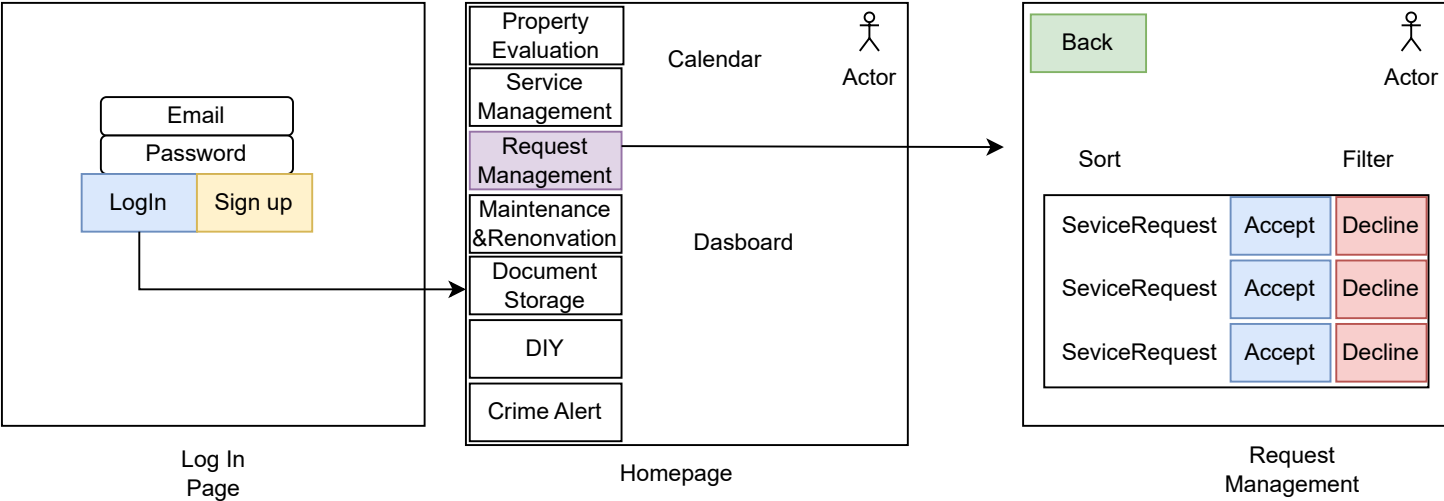 Email
Password
LogIn
Sign up
Log In
Page
Property
Evaluation
Service
Management
Request
Management
Maintenance
&Renonvation
Document
Storage
DIY
Crime Alert
Calendar
Actor
Dasboard
Homepage
Back
Actor
Sort
Filter
SeviceRequest
Accept
Decline
SeviceRequest
Accept
Decline
SeviceRequest
Accept
Decline
Request
Management